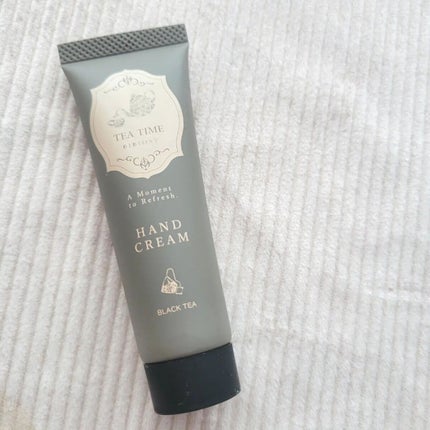 TEA TIME
A Moment
to Refresh.
HAND
CREAM
BLACK TEA